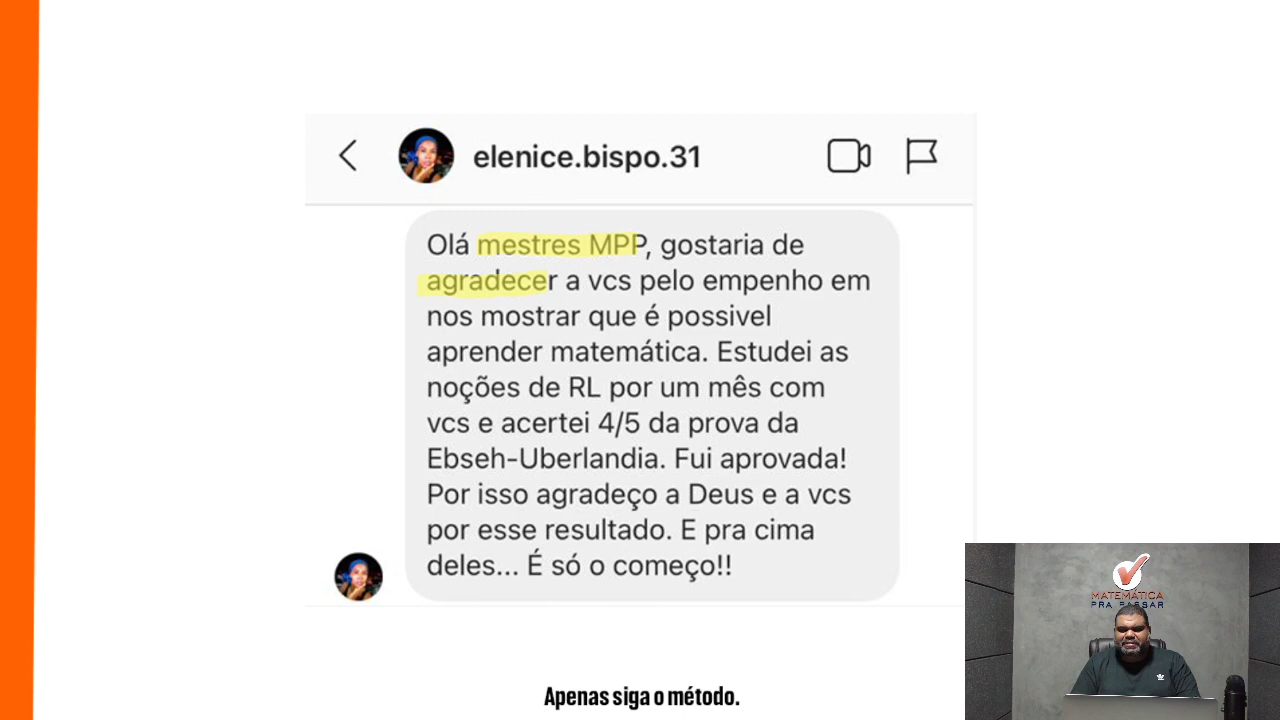 elenice.bispo.31
Olá mestres MPP, gostaria de
agradecer a vcs pelo empenho em
nos mostrar que é possivel
aprender matemática. Estudei as
noções de RL por um mês com
vcs e acertei 4/5 da prova da
Ebseh-Uberlandia. Fui aprovada!
Por isso agradeço a Deus e a vcs
por esse resultado. E pra cima
deles... É só o começo!!
MATEMÁTICA
PRA PASSAR
Apenas siga o método.